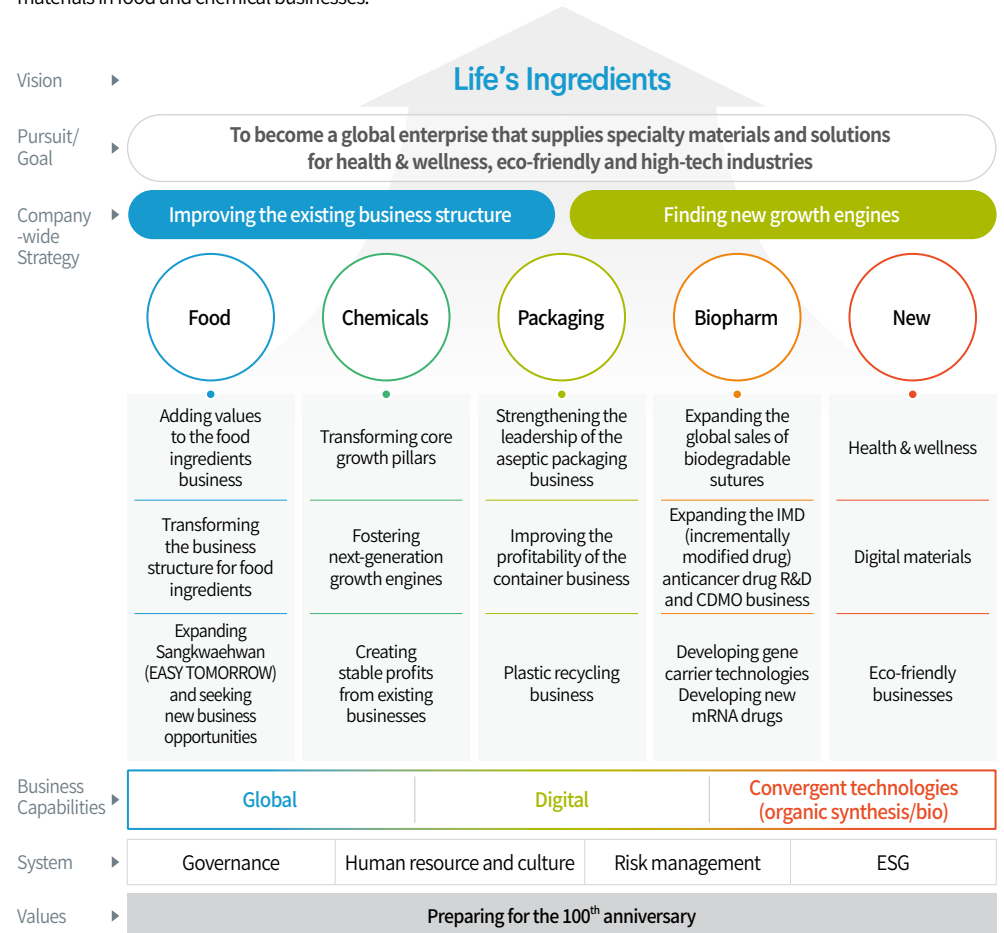 materials in food and chemical businesses.
Vision
Life's Ingredients
Pursuit/
Goal
To become a global enterprise that supplies specialty materials and solutions
for health & wellness, eco-friendly and high-tech industries
Company
-wide
Strategy
Improving the existing business structure
Finding new growth engines
Food
Chemicals
Packaging
Biopharm
New
Adding values
to the food
ingredients
business
Transforming core
growth pillars
Strengthening the
leadership of the
aseptic packaging
business
Expanding the
global sales of
biodegradable
sutures
Health & wellness
Transforming
the business
structure for food
ingredients
Fostering
next-generation
growth engines
Improving the
profitability of the
container business
Expanding the IMD
(incrementally
modified drug)
anticancer drug R&D
and CDMO business
Digital materials
Expanding
Sangkwaehwan
(EASY TOMORROW)
and seeking
new business
opportunities
Creating
stable profits
from existing
businesses
Plastic recycling
business
Developing gene
carrier technologies
Developing new
mRNA drugs
Eco-friendly
businesses
Business
Capabilities
Global
Digital
Convergent technologies
(organic synthesis/bio)
System
Governance
Human resource and culture
Risk management
ESG
Values
Preparing for the 100th anniversary